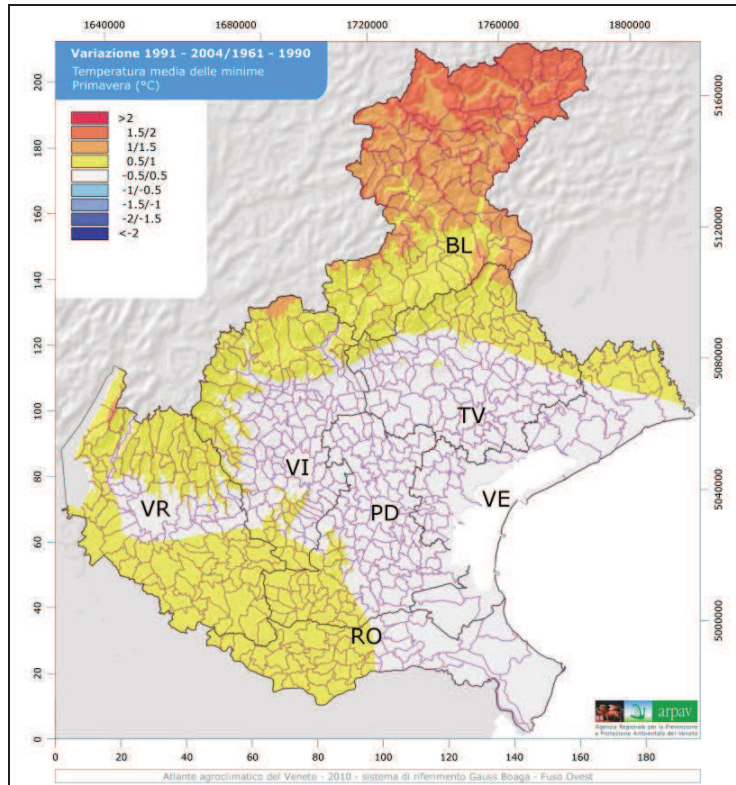 1640000 1680000 1720000 1760000 1800000
Variazione 1991 - 2004/1961 - 1990
Temperatura media delle minime
Primavera (°C)
>2
1.5/2
1/1.5
0.5/1
-0.5/0.5
-1/-0.5
-1.5/-1
-2/-1.5
<-2
200
180
160
140
120
100
80
60
40
20
0
5160000
5120000
5080000
5040000
5000000
BL
TV
VI
VE
VR
PD
RO
arpav
Agenzia Regionale per la Prevenzione
e Protezione Ambientale del Veneto
0 20 40 60 80 100 120 140 160 180
Atlante agroclimatico del Veneto - 2010 - sistema di riferimento Gauss Boaga - Fuso Ovest